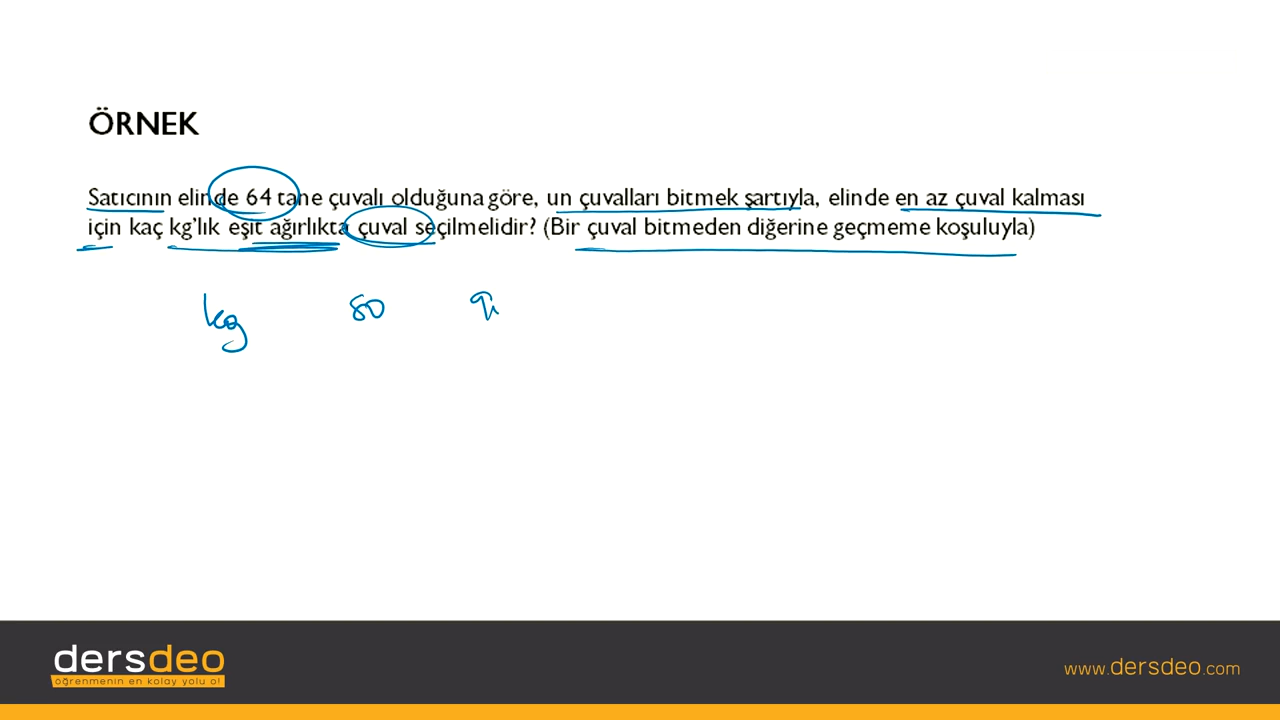 ÖRNEK
Satıcının elinde 64 tane çuvalı olduğuna göre, un çuvalları bitmek şartıyla, elinde en az çuval kalması
için kaç kg'lık eşit ağırlıkta çuval seçilmelidir? (Bir çuval bitmeden diğerine geçmeme koşuluyla)
kg 80
dersdeo
öğrenmenin en kolay yolu o!
www.dersdeo.com